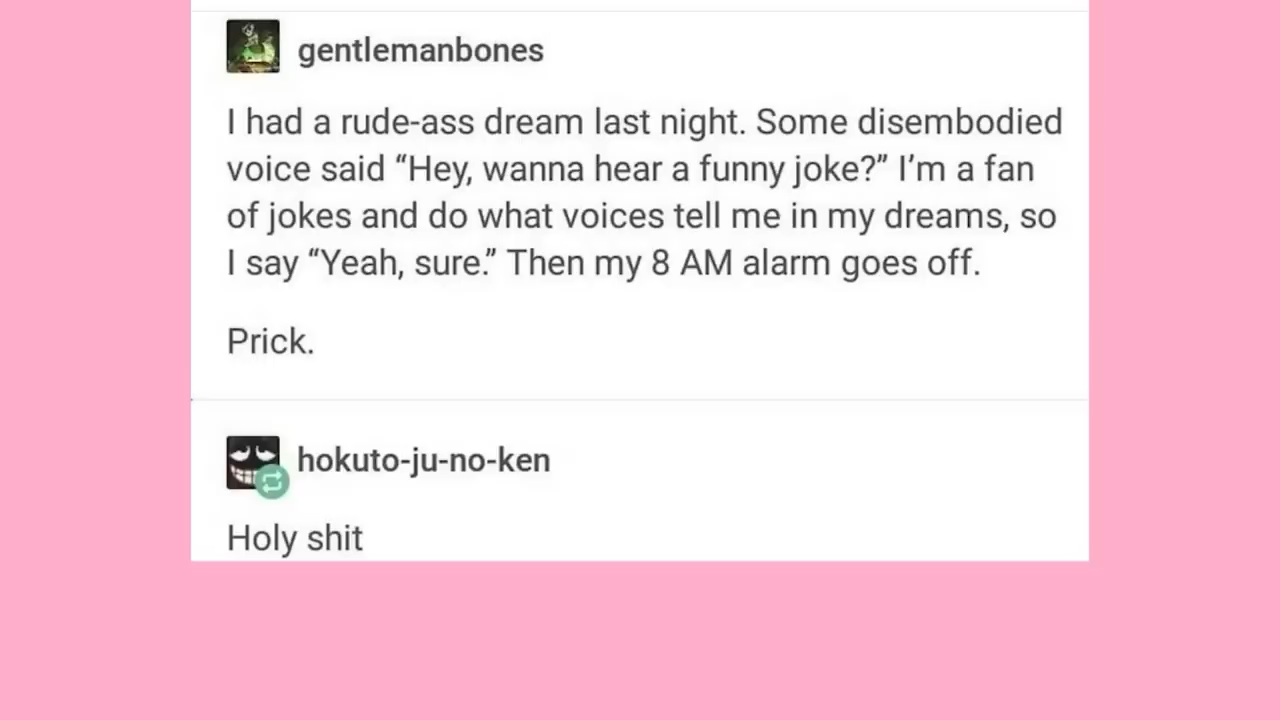 gentlemanbones
I had a rude-ass dream last night. Some disembodied
voice said “Hey, wanna hear a funny joke?” I’m a fan
of jokes and do what voices tell me in my dreams, so
I say “Yeah, sure.” Then my 8 AM alarm goes off.
Prick.
hokuto-ju-no-ken
Holy shit